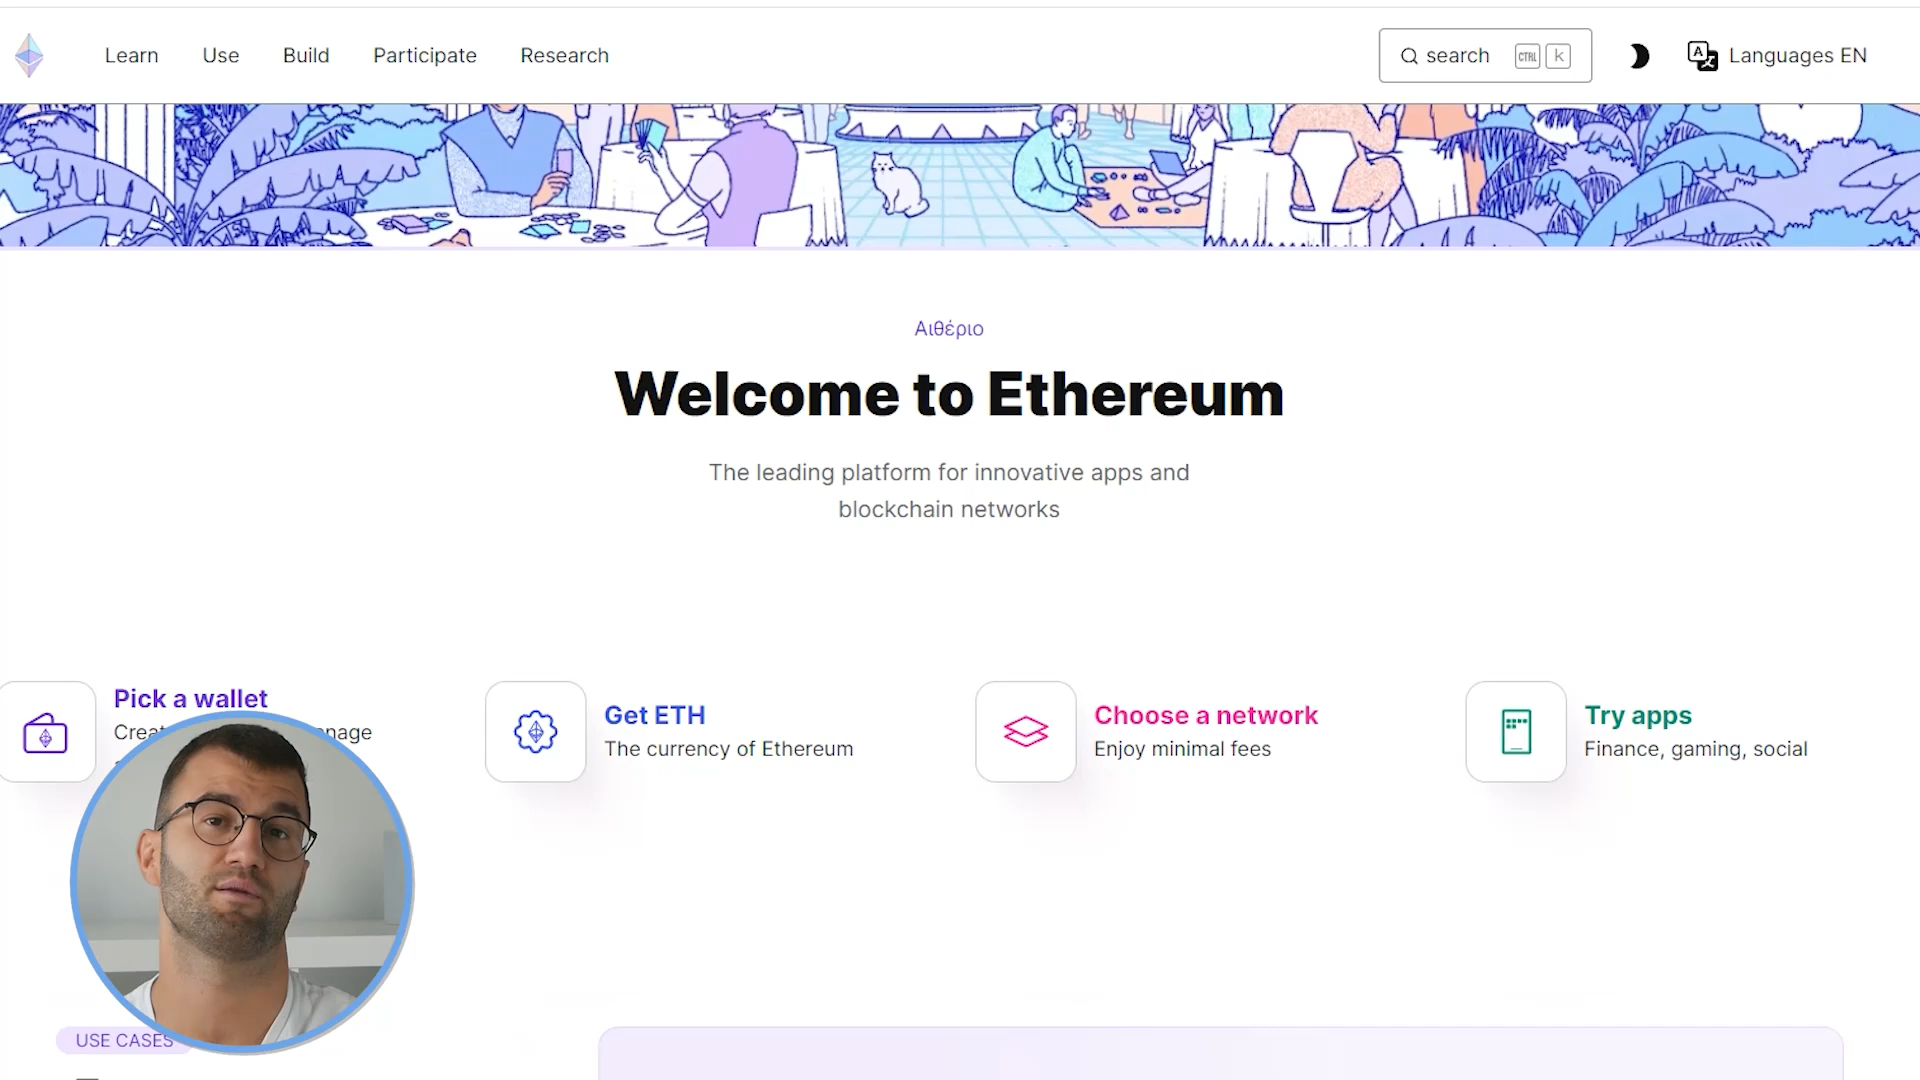 Learn Use Build Participate Research search CTRL k Languages EN
Αιθέριο
Welcome to Ethereum
The leading platform for innovative apps and
blockchain networks
Pick a wallet
Get ETH
The currency of Ethereum
Choose a network
Enjoy minimal fees
Try apps
Finance, gaming, social
USE CASES